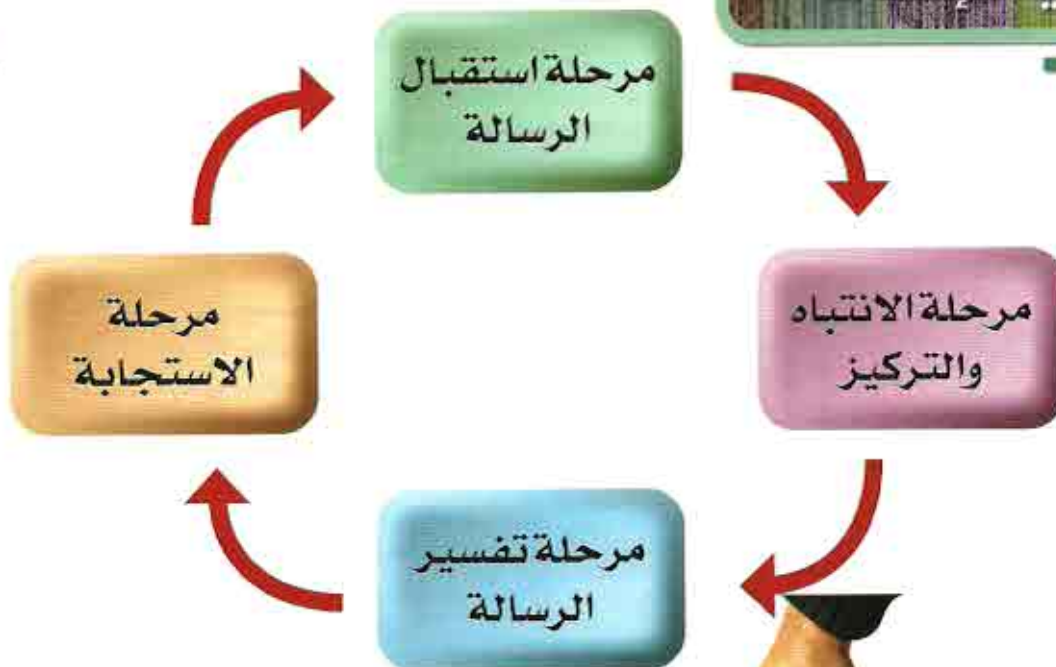 مرحلة استقبال
الرسالة
مرحلة الانتباه
والتركيز
مرحلة تفسير
الرسالة
مرحلة
الاستجابة